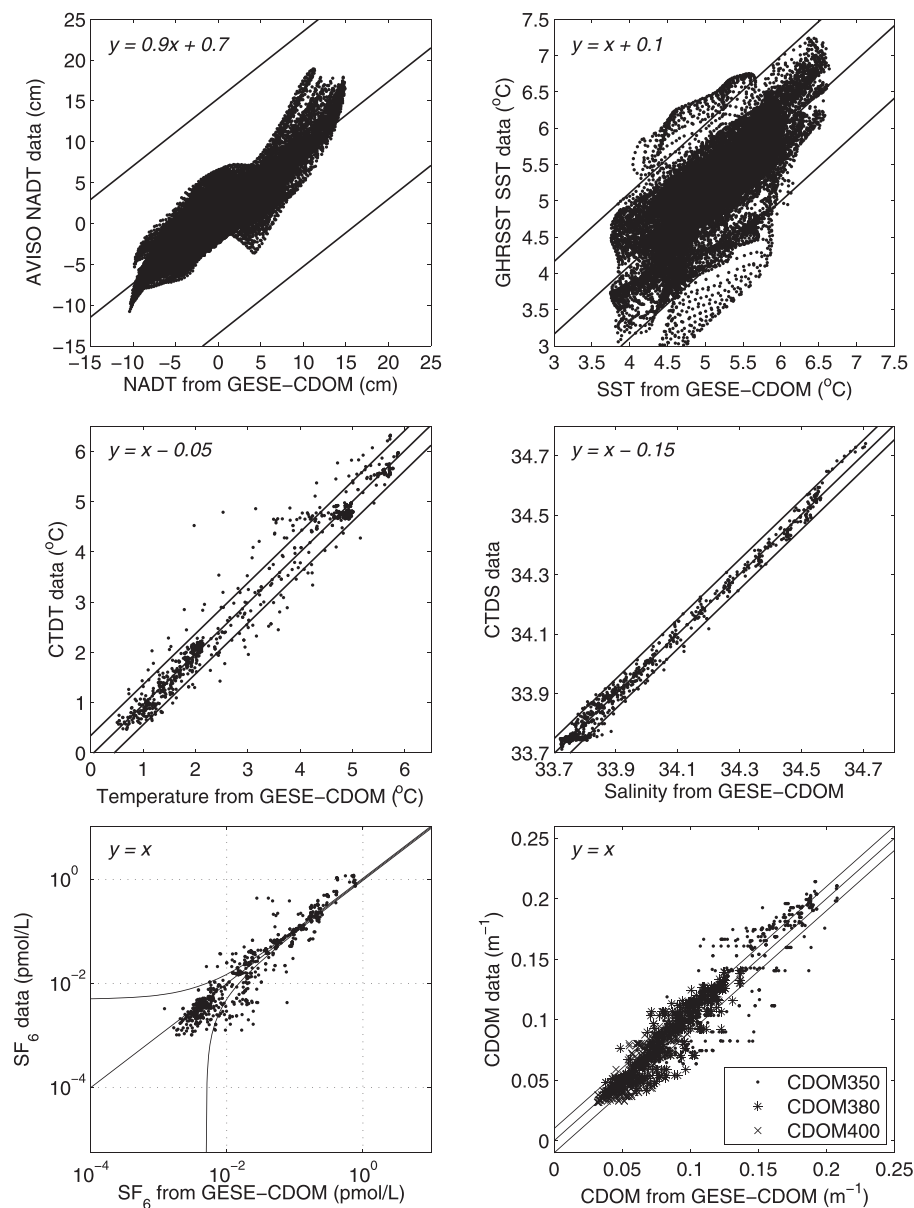 y = 0.9x + 0.7
AVISO NADT data (cm)
25
20
15
10
5
0
−5
−10
−15
−15 −10 −5 0 5 10 15 20 25
NADT from GESE−CDOM (cm)
y = x + 0.1
GHRSST SST data (°C)
7.5
7
6.5
6
5.5
5
4.5
4
3.5
3
3 3.5 4 4.5 5 5.5 6 6.5 7 7.5
SST from GESE−CDOM (°C)
y = x − 0.05
CTDT data (°C)
6
5
4
3
2
1
0
0 1 2 3 4 5 6
Temperature from GESE−CDOM (°C)
y = x − 0.15
CTDS data
34.7
34.5
34.3
34.1
33.9
33.7
33.7 33.9 34.1 34.3 34.5 34.7
Salinity from GESE−CDOM
y = x
SF₆ data (pmol/L)
10⁰
10⁻²
10⁻⁴
10⁻⁴ 10⁻² 10⁰
SF₆ from GESE−CDOM (pmol/L)
y = x
CDOM data (m⁻¹)
0.25
0.2
0.15
0.1
0.05
0
CDOM350
CDOM380
CDOM400
0 0.05 0.1 0.15 0.2 0.25
CDOM from GESE−CDOM (m⁻¹)